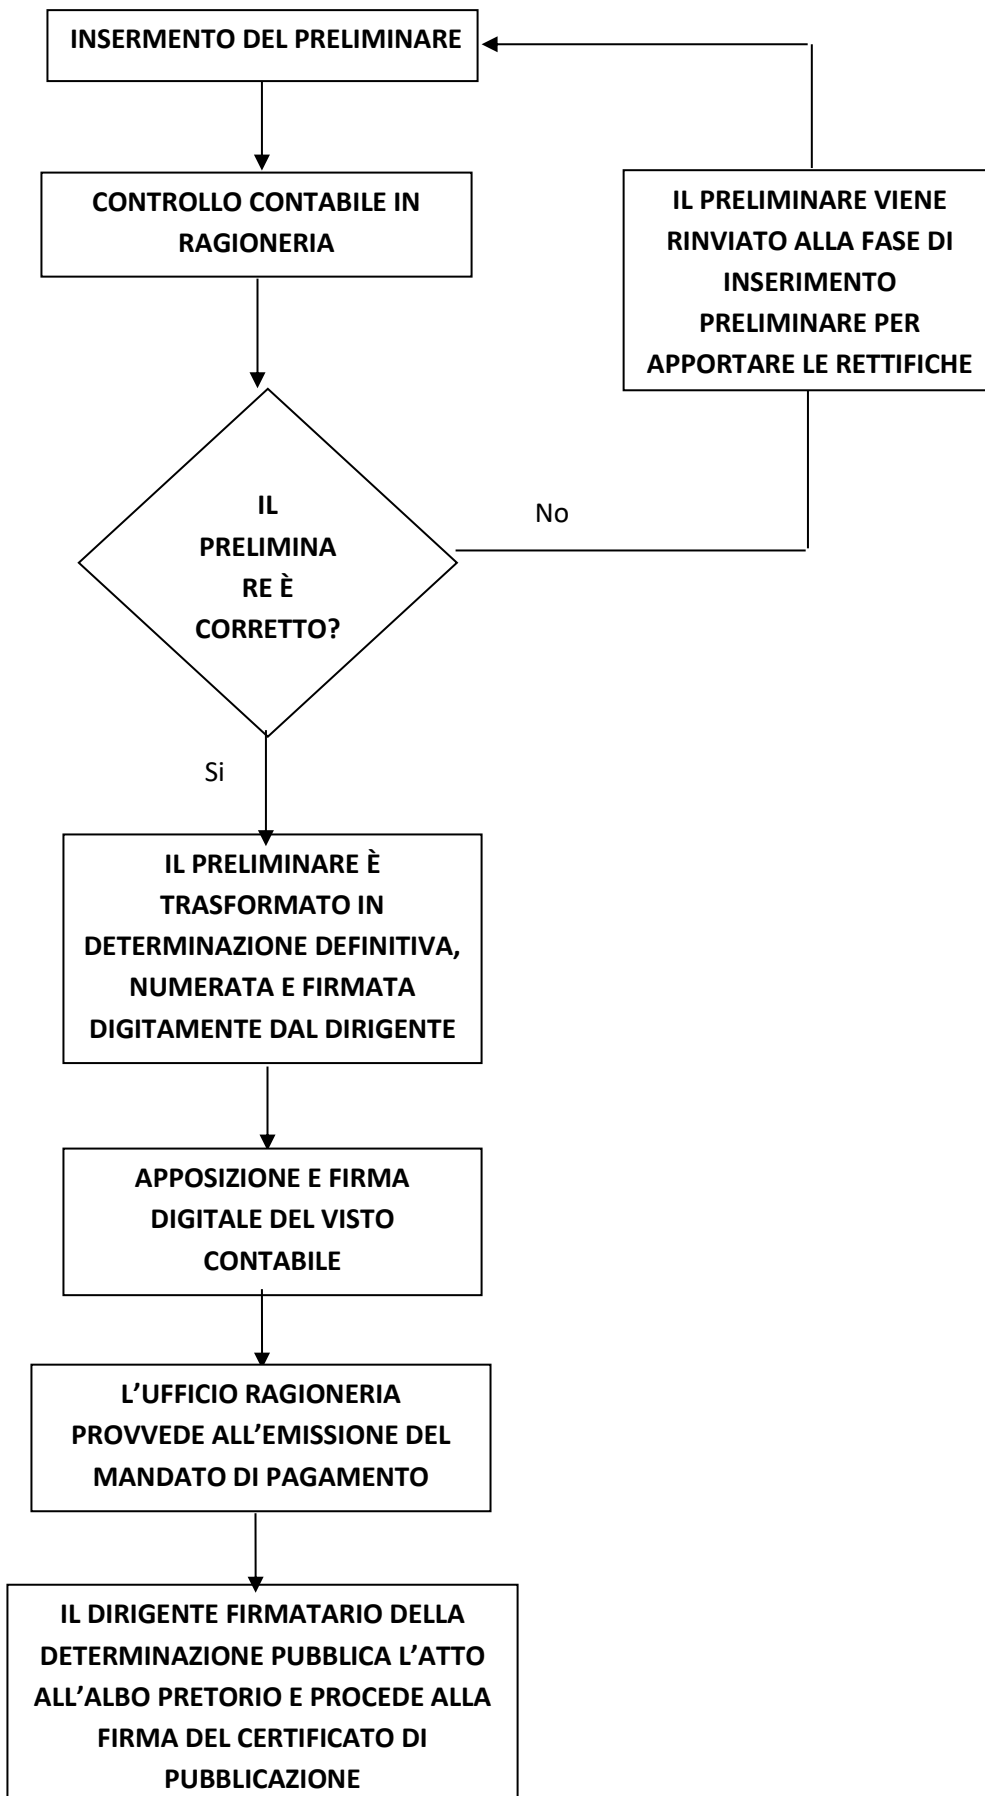 INSERMENTO DEL PRELIMINARE
CONTROLLO CONTABILE IN
RAGIONERIA
IL PRELIMINARE VIENE
RINVIATO ALLA FASE DI
INSERIMENTO
PRELIMINARE PER
APPORTARE LE RETTIFICHE
IL
PRELIMINA
RE È
CORRETTO?
No
Si
IL PRELIMINARE È
TRASFORMATO IN
DETERMINAZIONE DEFINITIVA,
NUMERATA E FIRMATA
DIGITAMENTE DAL DIRIGENTE
APPOSIZIONE E FIRMA
DIGITALE DEL VISTO
CONTABILE
L’UFFICIO RAGIONERIA
PROVVEDE ALL’EMISSIONE DEL
MANDATO DI PAGAMENTO
IL DIRIGENTE FIRMATARIO DELLA
DETERMINAZIONE PUBBLICA L’ATTO
ALL’ALBO PRETORIO E PROCEDE ALLA
FIRMA DEL CERTIFICATO DI
PUBBLICAZIONE